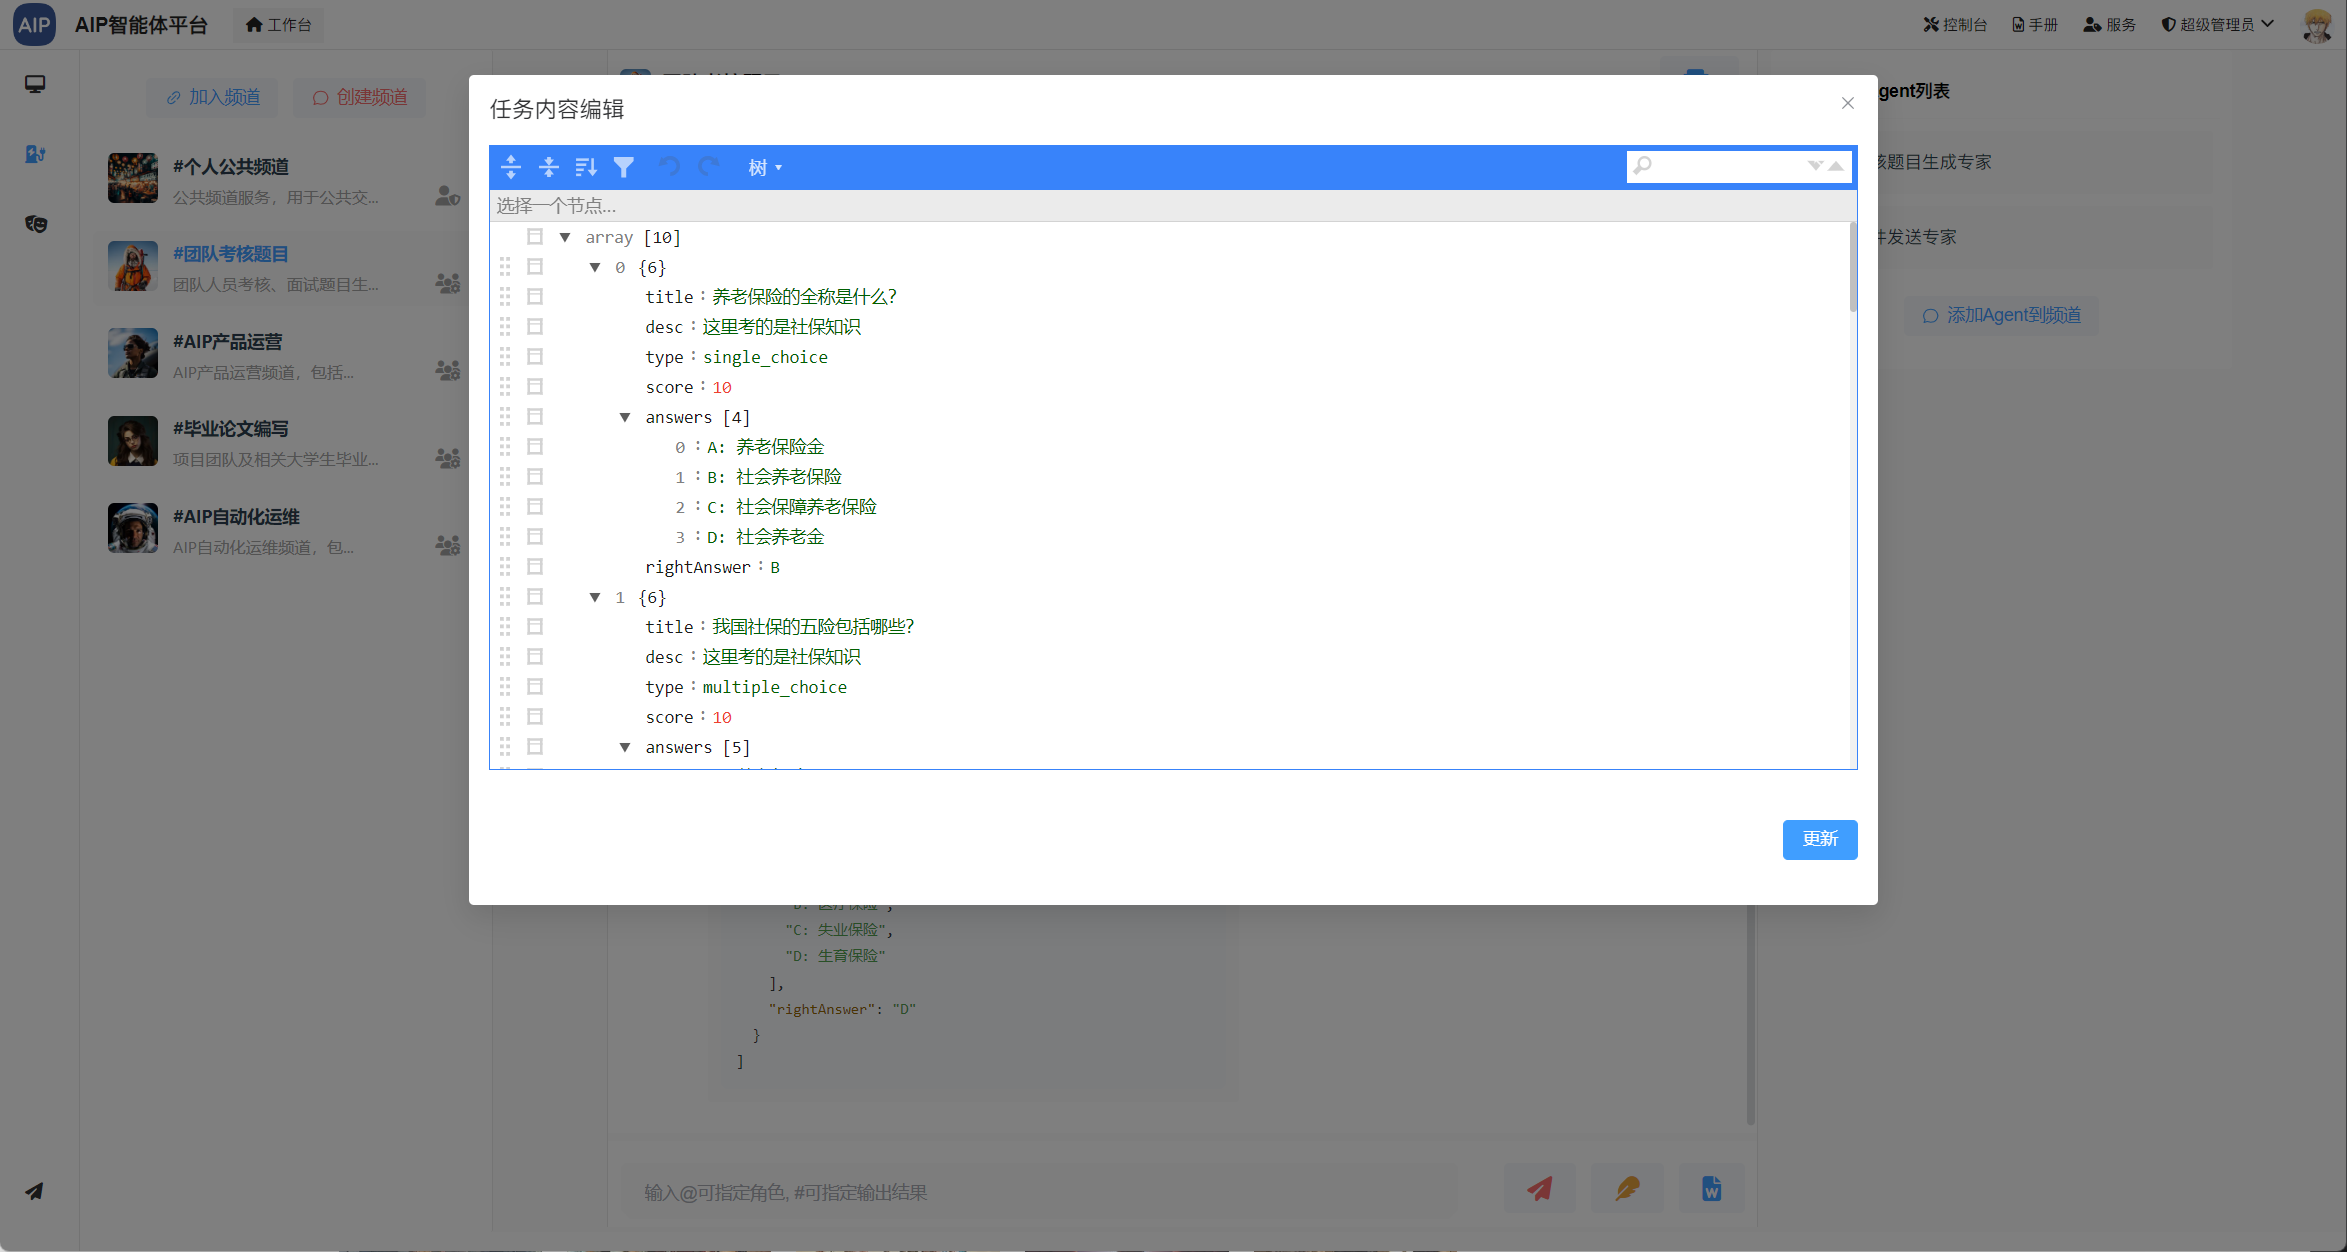 AIP
AIP智能体平台
工作台
控制台
手册
服务
超级管理员
加入频道
创建频道
#个人公共频道
公共频道服务，用于公共交...
#团队考核题目
团队人员考核、面试题目生...
#AIP产品运营
AIP产品运营频道，包括...
#毕业论文编写
项目团队及相关大学生毕业...
#AIP自动化运维
AIP自动化运维频道，包...
任务内容编辑
树
选择一个节点...
array [10]
0 {6}
title : 养老保险的全称是什么？
desc : 这里考的是社保知识
type : single_choice
score : 10
answers [4]
0 : A: 养老保险金
1 : B: 社会养老保险
2 : C: 社会保障养老保险
3 : D: 社会养老金
rightAnswer : B
1 {6}
title : 我国社保的五险包括哪些？
desc : 这里考的是社保知识
type : multiple_choice
score : 10
answers [5]
更新
gent列表
核题目生成专家
件发送专家
添加Agent到频道
"C: 失业保险",
"D: 生育保险"
],
"rightAnswer": "D"
}
]
输入@可指定角色, #可指定输出结果